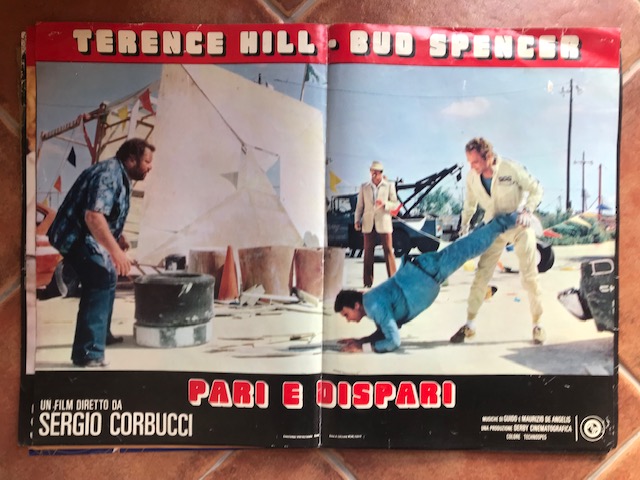 TERENCE HILL - BUD SPENCER
PARI E DISPARI
UN FILM DIRETTO DA
SERGIO CORBUCCI
MUSICHE DI GUIDO E MAURIZIO DE ANGELIS
UNA PRODUZIONE DERBY CINEMATOGRAFICA
COLORE TECHNOSPES